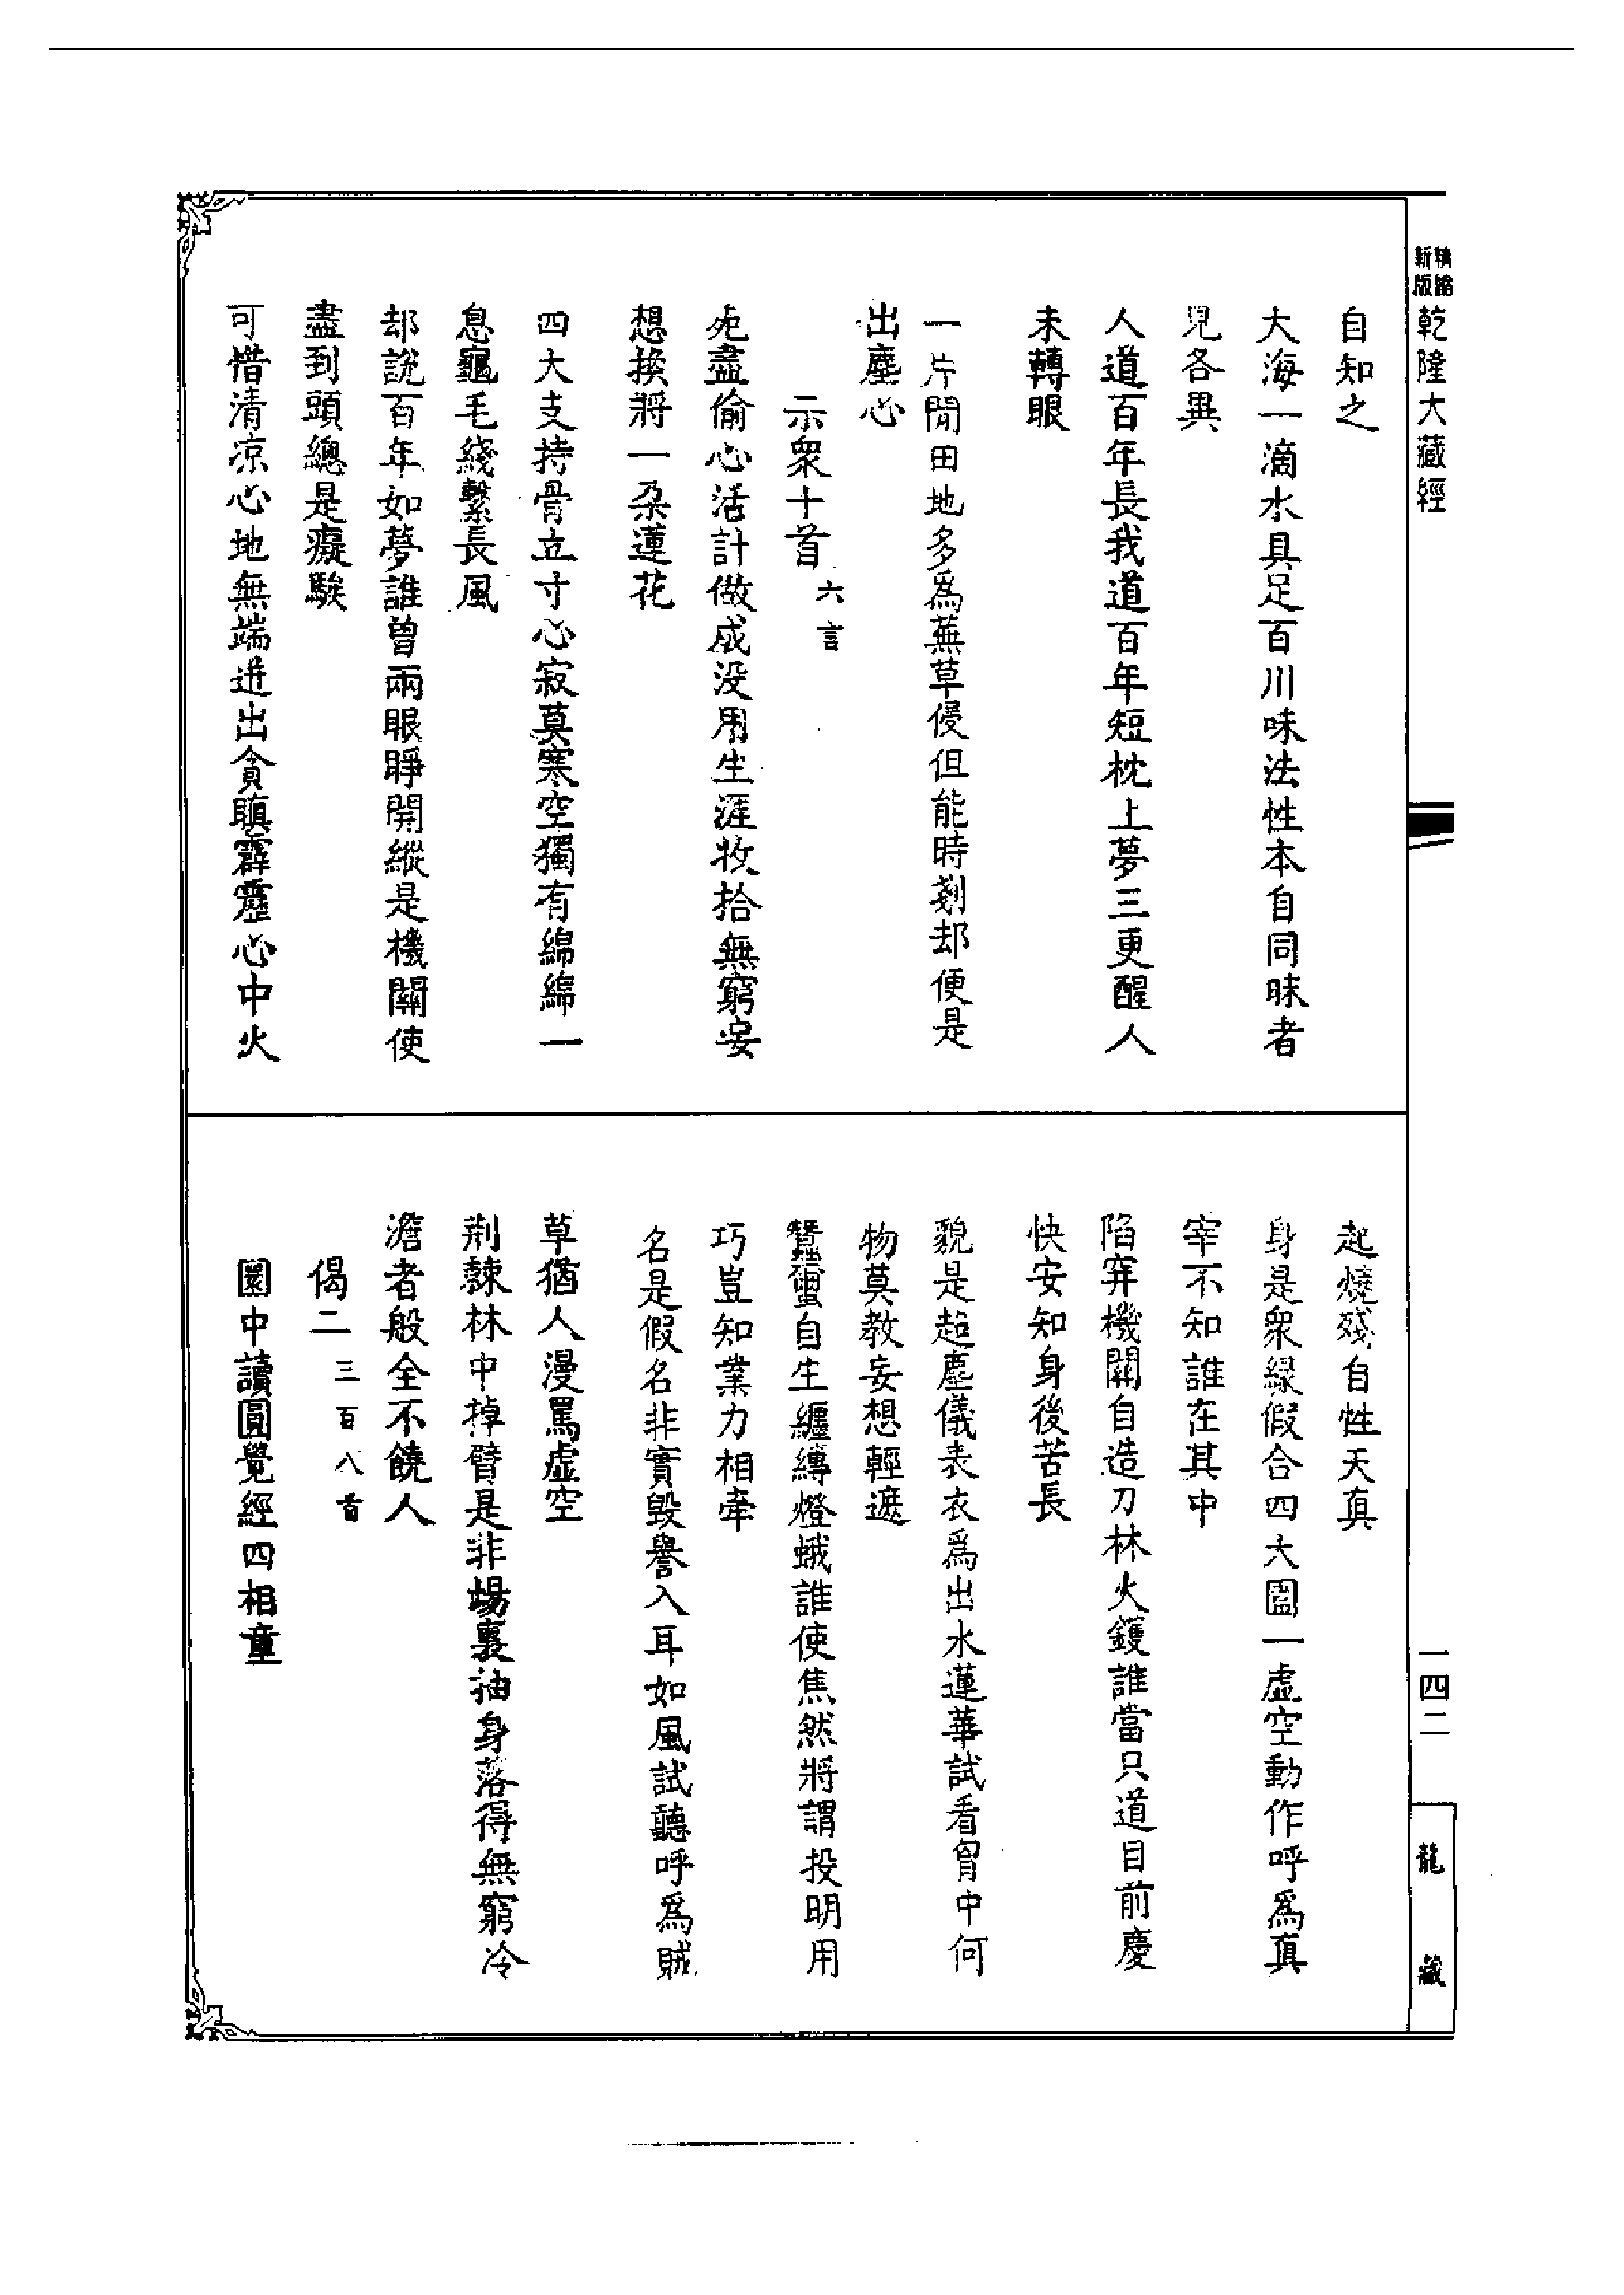 精縮新版乾隆大藏經
一四二
龍藏
自知之
大海一滴水具足百川味法性本自同昧者
見各異
人道百年長我道百年短枕上夢三更醒人
未轉眼
一片閒田地多為蕪草侵但能時剗却便是
出塵心
示眾十首六言
死盡偷心活計做成没用生涯收拾無窮妄
想換將一朵蓮花
四大支持骨立寸心寂莫寒空獨有綿綿一
息龜毛綫繫長風
却說百年如夢誰曾兩眼睜開縱是機關使
盡到頭總是癡騃
可惜清凉心地無端迸出貪瞋霹靂心中火
起燒殘自性天真
身是衆緣假合四大圍一虛空動作呼為真
宰不知誰在其中
陷穽機關自造刀林火鑊誰當只道目前慶
快安知身後苦長
貌是超塵儀表衣為出水蓮華試看胷中何
物莫教妄想輕遮
蠶蠒自生纏縛燈蛾誰使焦然將謂投明用
巧豈知業力相牽
名是假名非實毀譽入耳如風試聽呼為賊
草猶人漫罵虛空
荊棘林中掉臂是非場裏抽身落得無窮冷
澹者般全不饒人
偈二三百八首
圜中讀圓覺經四相章